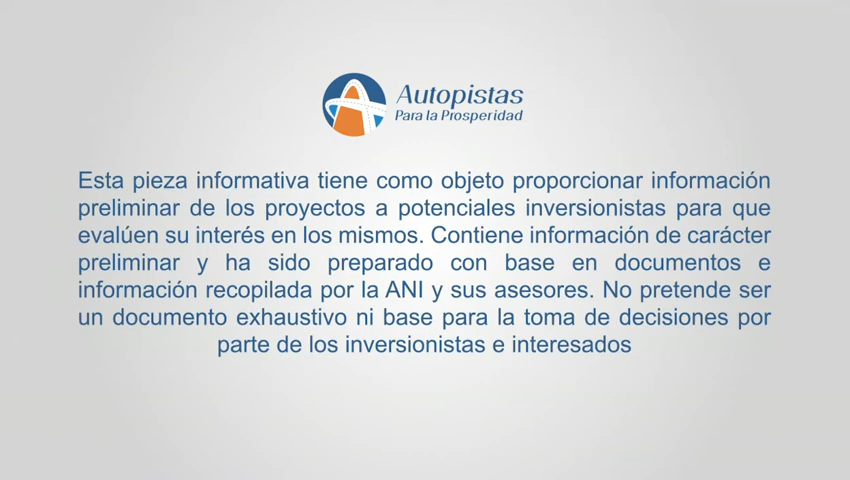 Autopistas
Para la Prosperidad
Esta pieza informativa tiene como objeto proporcionar información
preliminar de los proyectos a potenciales inversionistas para que
evalúen su interés en los mismos. Contiene información de carácter
preliminar y ha sido preparado con base en documentos e
información recopilada por la ANI y sus asesores. No pretende ser
un documento exhaustivo ni base para la toma de decisiones por
parte de los inversionistas e interesados